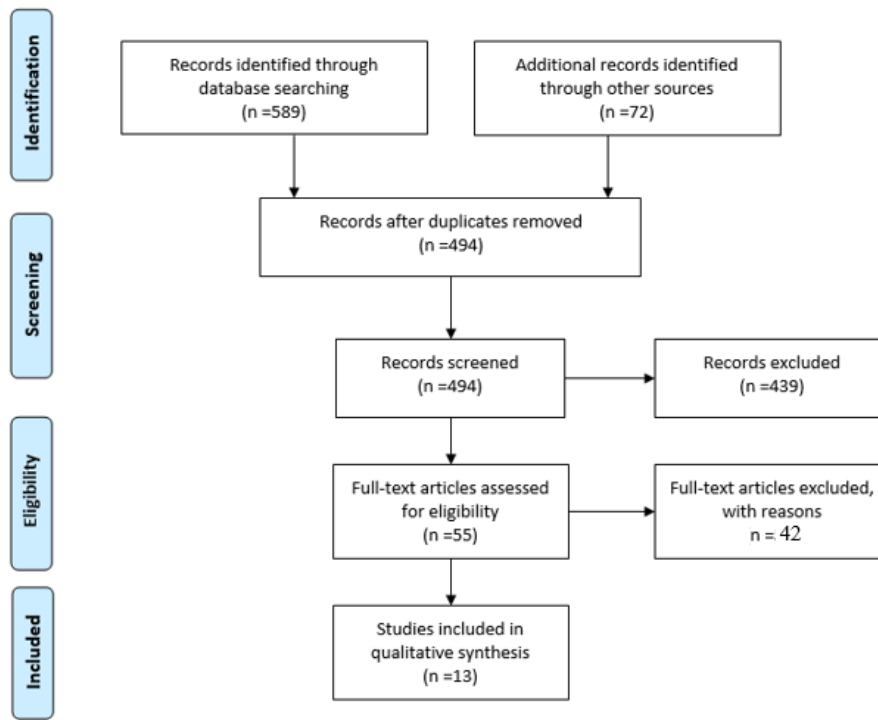 Identification
Records identified through
database searching
(n =589)
Additional records identified
through other sources
(n =72)
Screening
Records after duplicates removed
(n =494)
Records screened
(n =494)
Records excluded
(n =439)
Eligibility
Full-text articles assessed
for eligibility
(n =55)
Full-text articles excluded,
with reasons
n = 42
Included
Studies included in
qualitative synthesis
(n =13)